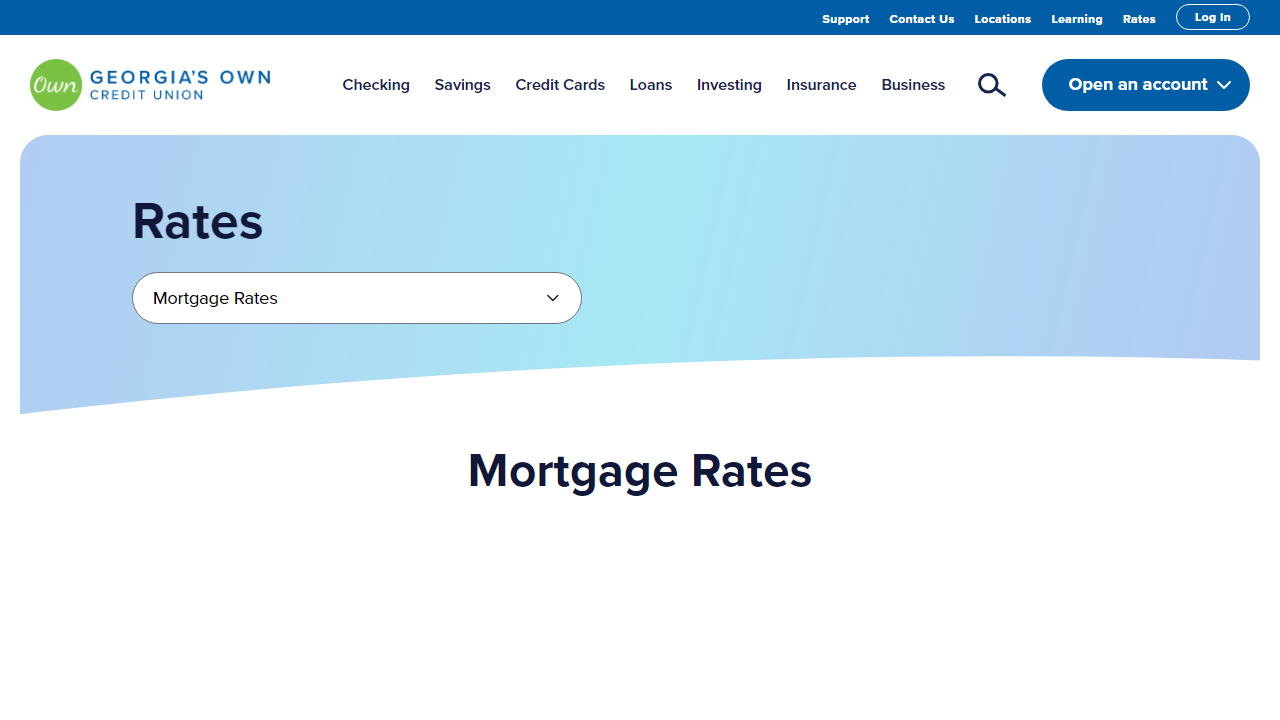 Support Contact Us Locations Learning Rates Log In
Own GEORGIA'S OWN
CREDIT UNION
Checking Savings Credit Cards Loans Investing Insurance Business Open an account
Rates
Mortgage Rates
Mortgage Rates